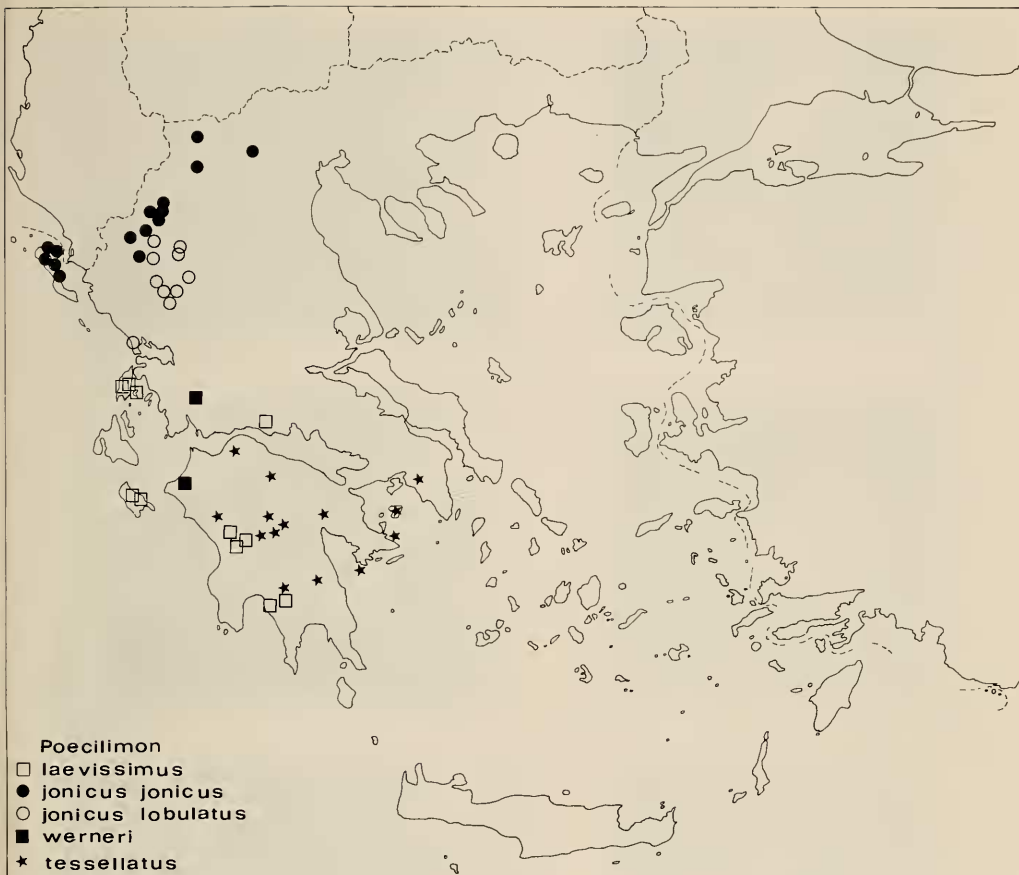 Poecilimon
laevissimus
jonicus jonicus
jonicus lobulatus
werneri
tessellatus